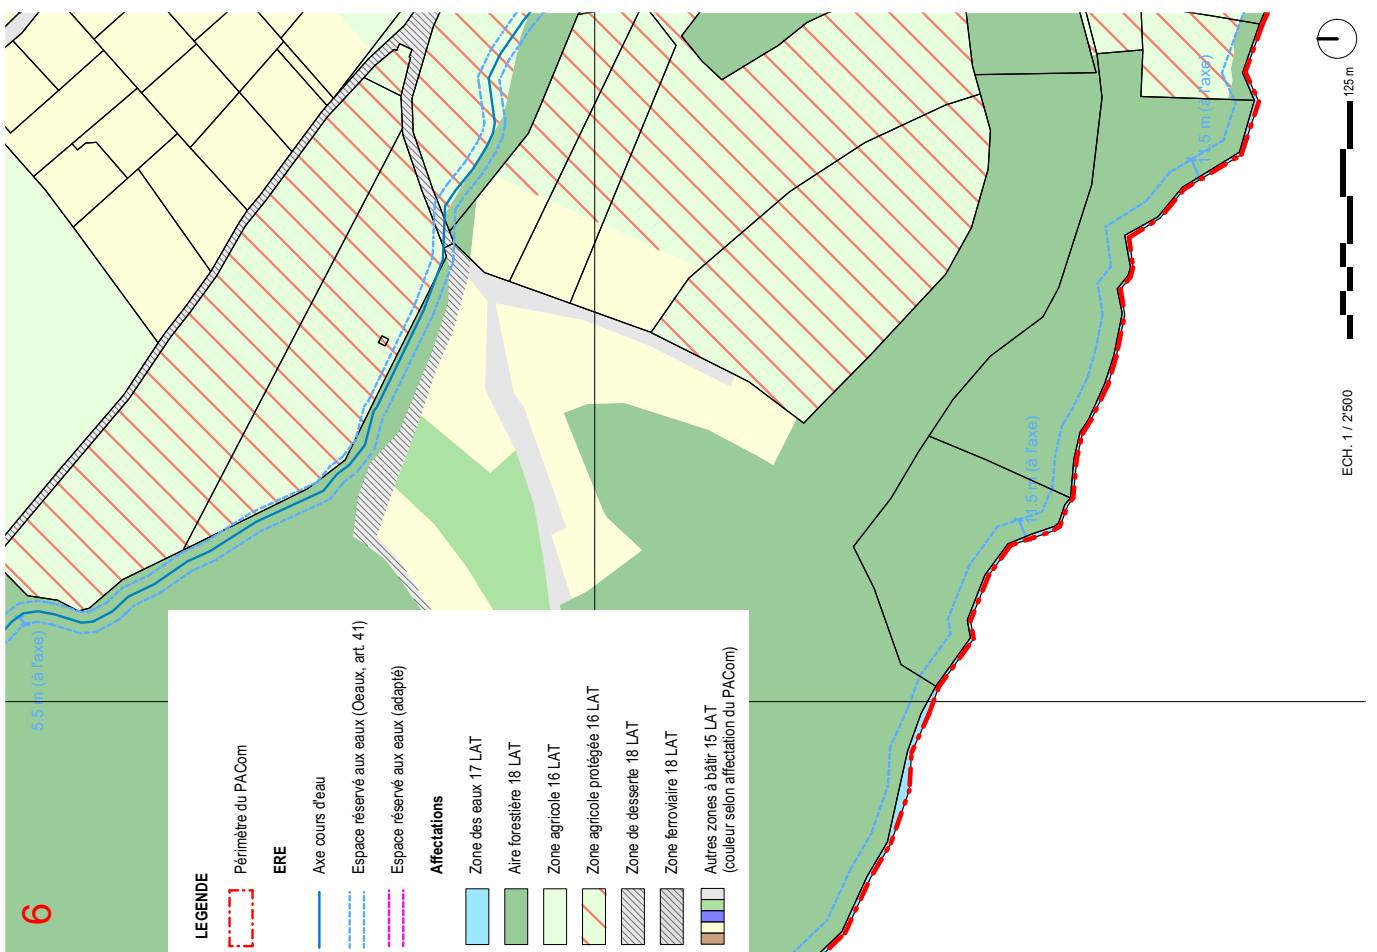 6
LEGENDE
Périmètre du PACom
ERE
Axe cours d'eau
Espace réservé aux eaux (Oeaux, art. 41)
Espace réservé aux eaux (adapté)
Affectations
Zone des eaux 17 LAT
Aire forestière 18 LAT
Zone agricole 16 LAT
Zone agricole protégée 16 LAT
Zone de desserte 18 LAT
Zone ferroviaire 18 LAT
Autres zones à bâtir 15 LAT
(couleur selon affectation du PACom)
5.5 m (à l'axe)
11.5 m (à l'axe)
11.5 m (à l'axe)
ECH. 1 / 2'500
125 m